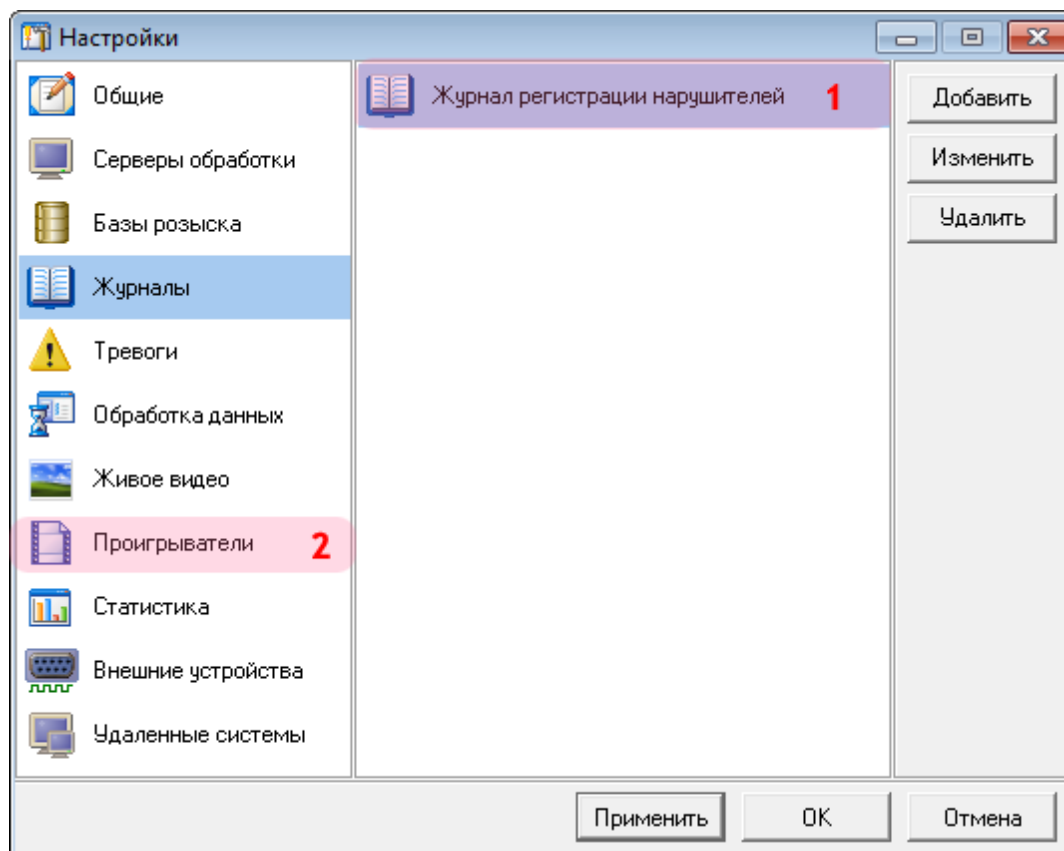 Настройки
Общие
Серверы обработки
Базы розыска
Журналы
Тревоги
Обработка данных
Живое видео
Проигрыватели 2
Статистика
Внешние устройства
Удаленные системы
Журнал регистрации нарушителей 1
Добавить
Изменить
Удалить
Применить
OK
Отмена